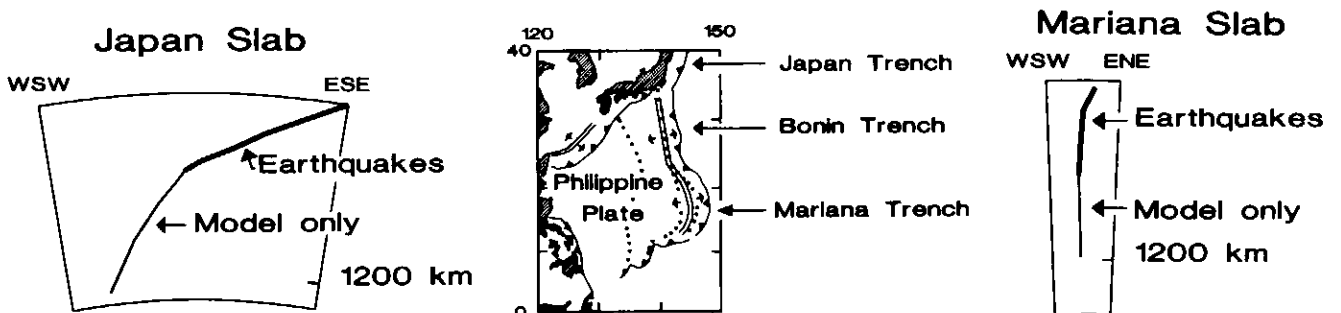 Japan Slab
WSW
ESE
Earthquakes
Model only
1200 km
120
150
40
0
Philippine
Plate
Japan Trench
Bonin Trench
Mariana Trench
Mariana Slab
WSW
ENE
Earthquakes
Model only
1200 km